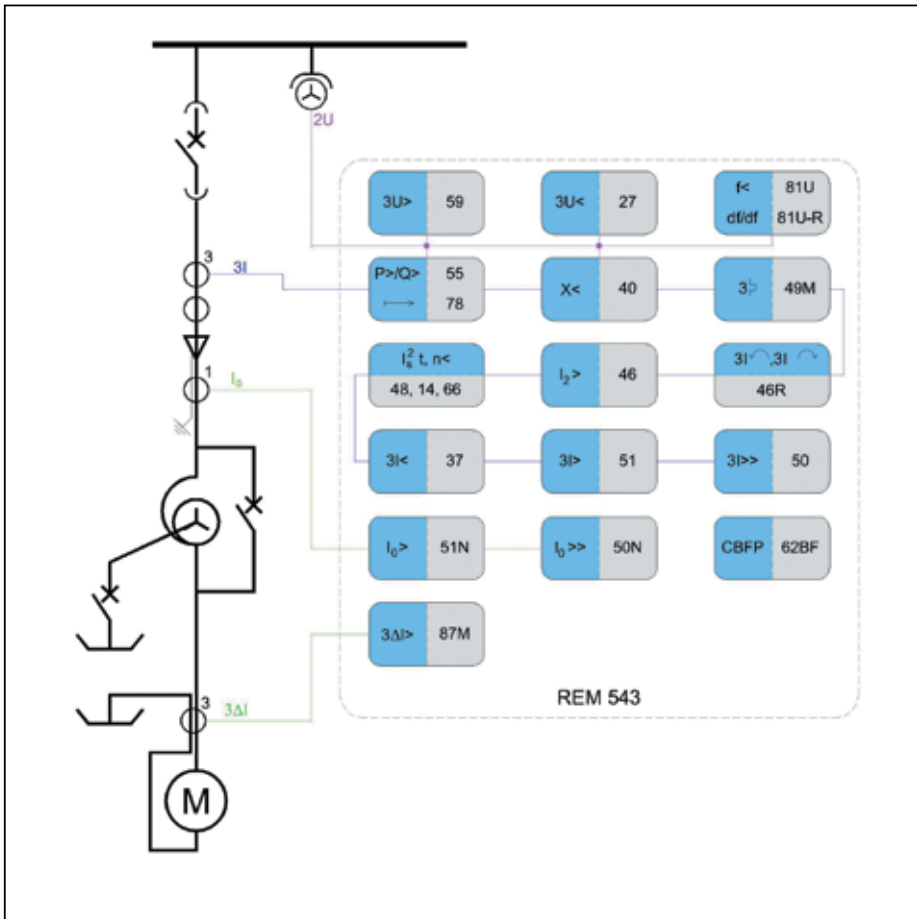 2U
3U> 59
3U< 27
f< 81U
df/df 81U-R
3
3I
P>/Q> 55
78
X< 40
3 49M
I²ₛ t, n<
48, 14, 66
I₂> 46
3I , 3I
46R
1
I₀
3I< 37
3I> 51
3I>> 50
I₀> 51N
I₀>> 50N
CBFP 62BF
3ΔI> 87M
3
3ΔI
REM 543
M